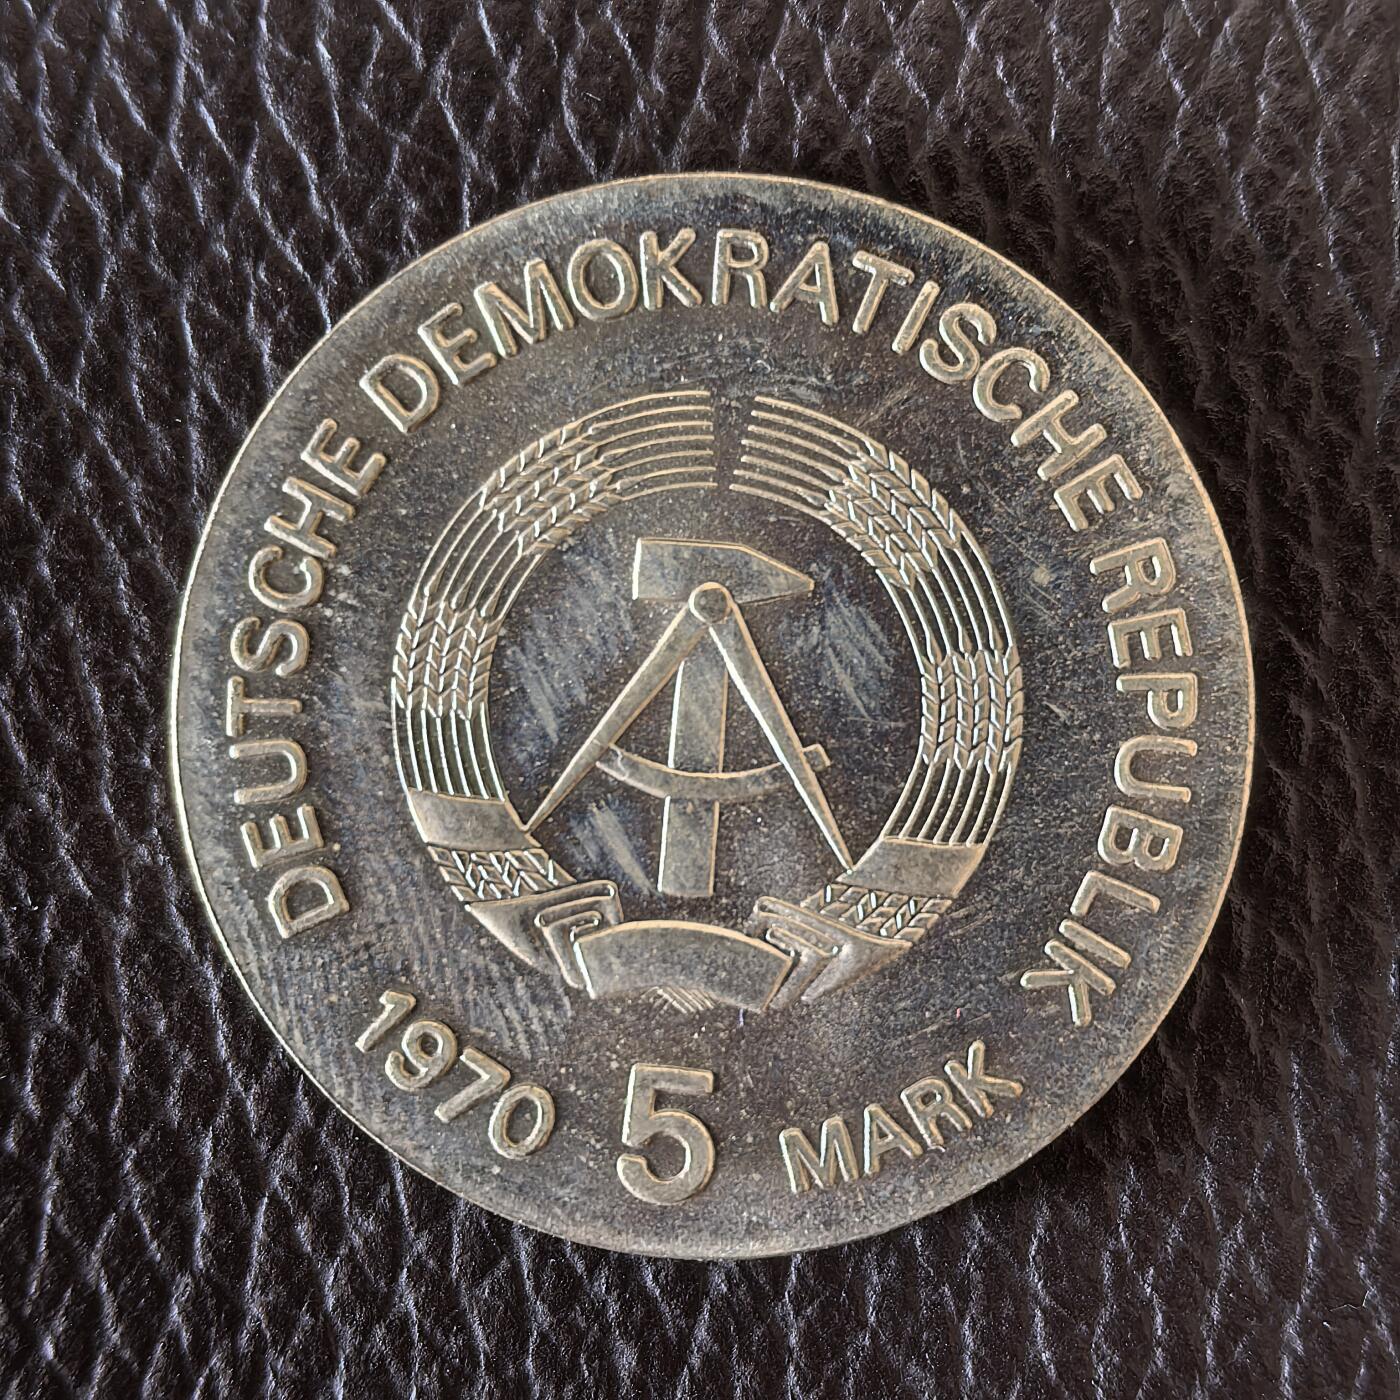 DEUTSCHE DEMOKRATISCHE REPUBLIK
1970 5 MARK